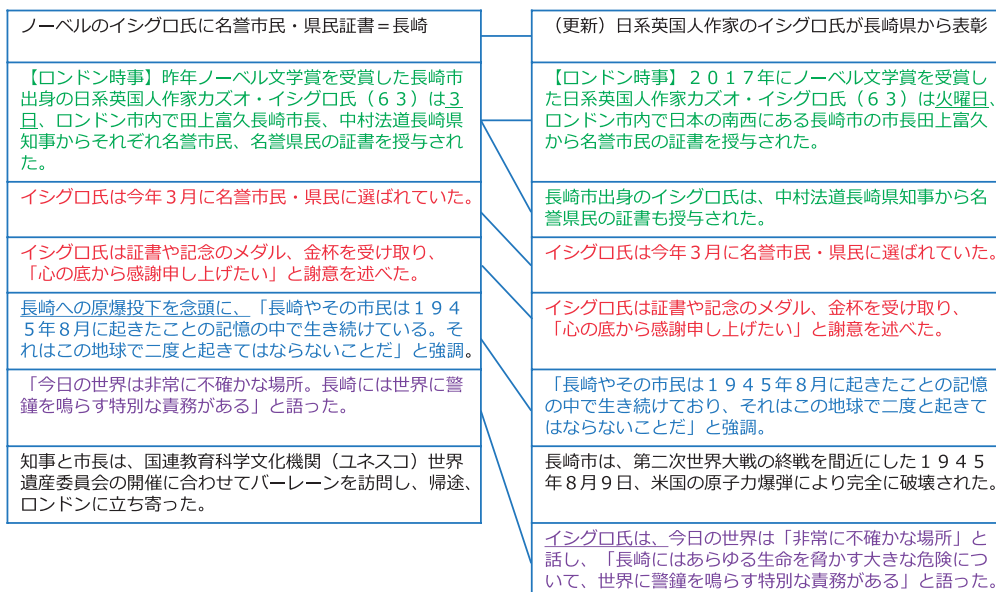 ノーベルのイシグロ氏に名誉市民・県民証書＝長崎
【ロンドン時事】昨年ノーベル文学賞を受賞した長崎市
出身の日系英国人作家カズオ・イシグロ氏（６３）は３
日、ロンドン市内で田上富久長崎市長、中村法道長崎県
知事からそれぞれ名誉市民、名誉県民の証書を授与され
た。
イシグロ氏は今年３月に名誉市民・県民に選ばれていた。
イシグロ氏は証書や記念のメダル、金杯を受け取り、
「心の底から感謝申し上げたい」と謝意を述べた。
長崎への原爆投下を念頭に、「長崎やその市民は１９４
５年８月に起きたことの記憶の中で生き続けている。そ
れはこの地球で二度と起きてはならないことだ」と強調。
「今日の世界は非常に不確かな場所。長崎には世界に警
鐘を鳴らす特別な責務がある」と語った。
知事と市長は、国連教育科学文化機関（ユネスコ）世界
遺産委員会の開催に合わせてバーレーンを訪問し、帰途、
ロンドンに立ち寄った。
（更新）日系英国人作家のイシグロ氏が長崎県から表彰
【ロンドン時事】２０１７年にノーベル文学賞を受賞し
た日系英国人作家カズオ・イシグロ氏（６３）は火曜日、
ロンドン市内で日本の南西にある長崎市の市長田上富久
から名誉市民の証書を授与された。
長崎市出身のイシグロ氏は、中村法道長崎県知事から名
誉県民の証書も授与された。
イシグロ氏は今年３月に名誉市民・県民に選ばれていた。
イシグロ氏は証書や記念のメダル、金杯を受け取り、
「心の底から感謝申し上げたい」と謝意を述べた。
「長崎やその市民は１９４５年８月に起きたことの記憶
の中で生き続けており、それはこの地球で二度と起きて
はならないことだ」と強調。
長崎市は、第二次世界大戦の終戦を間近にした１９４５
年８月９日、米国の原子力爆弾により完全に破壊された。
イシグロ氏は、今日の世界は「非常に不確かな場所」と
話し、「長崎にはあらゆる生命を脅かす大きな危険につ
いて、世界に警鐘を鳴らす特別な責務がある」と語った。